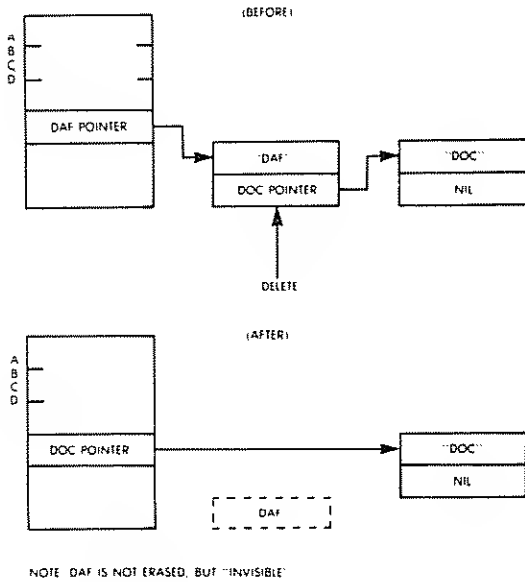 (BEFORE)
A
B
C
D
DAF POINTER
"DAF"
DOC POINTER
"DOC"
NIL
DELETE
(AFTER)
A
B
C
D
DOC POINTER
"DOC"
NIL
DAF
NOTE DAF IS NOT ERASED, BUT "INVISIBLE"